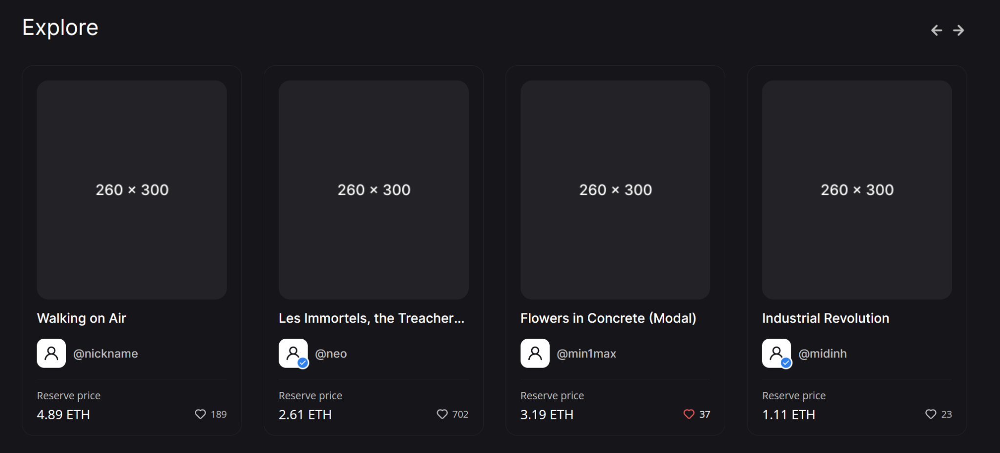 Explore
260 × 300
260 × 300
260 × 300
260 × 300
Walking on Air
@nickname
Reserve price
4.89 ETH
189
Les Immortels, the Treacher...
@neo
Reserve price
2.61 ETH
702
Flowers in Concrete (Modal)
@min1max
Reserve price
3.19 ETH
37
Industrial Revolution
@midinh
Reserve price
1.11 ETH
23